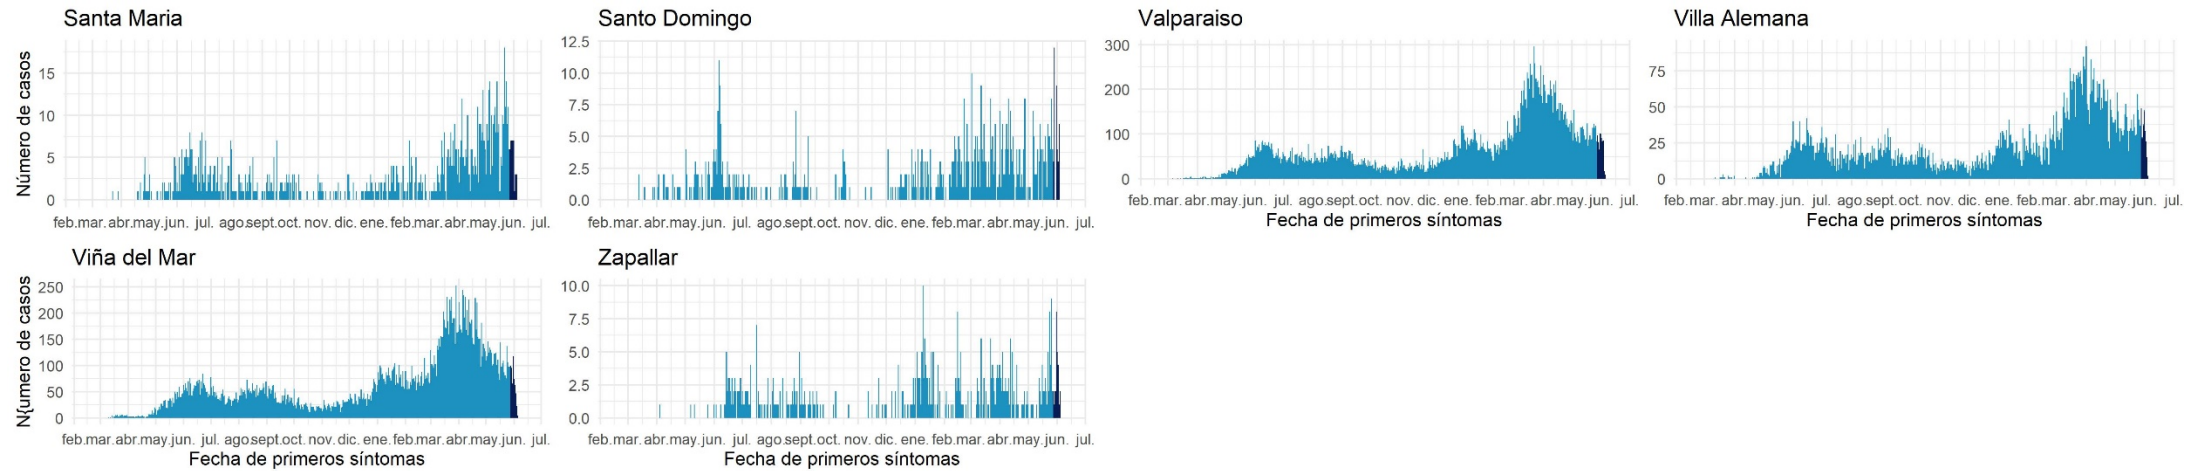 Santa Maria
Santo Domingo
Valparaiso
Villa Alemana
Número de casos
15
10
5
0
feb.mar. abr.may. jun. jul. ago.sept.oct. nov. dic. ene. feb.mar. abr.may. jun. jul.
12.5
10.0
7.5
5.0
2.5
0.0
feb.mar. abr.may. jun. jul. ago.sept.oct. nov. dic. ene. feb.mar. abr.may. jun. jul.
300
200
100
0
feb.mar. abr.may. jun. jul. ago.sept.oct. nov. dic. ene. feb.mar. abr.may. jun. jul.
Fecha de primeros síntomas
75
50
25
0
feb.mar. abr.may. jun. jul. ago.sept.oct. nov. dic. ene. feb.mar. abr.may. jun. jul.
Fecha de primeros síntomas
Viña del Mar
Zapallar
N{umero de casos
250
200
150
100
50
0
feb.mar. abr.may. jun. jul. ago.sept.oct. nov. dic. ene. feb.mar. abr.may. jun. jul.
Fecha de primeros síntomas
10.0
7.5
5.0
2.5
0.0
feb.mar. abr.may. jun. jul. ago.sept.oct. nov. dic. ene. feb.mar. abr.may. jun. jul.
Fecha de primeros síntomas